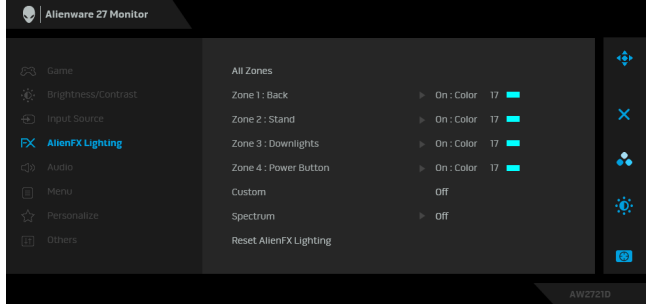 Alienware 27 Monitor
Game
Brightness/Contrast
Input Source
FX AlienFX Lighting
Audio
Menu
Personalize
Others
All Zones
Zone 1 : Back On : Color 17
Zone 2 : Stand On : Color 17
Zone 3 : Downlights On : Color 17
Zone 4 : Power Button On : Color 17
Custom Off
Spectrum Off
Reset AlienFX Lighting
AW2721D